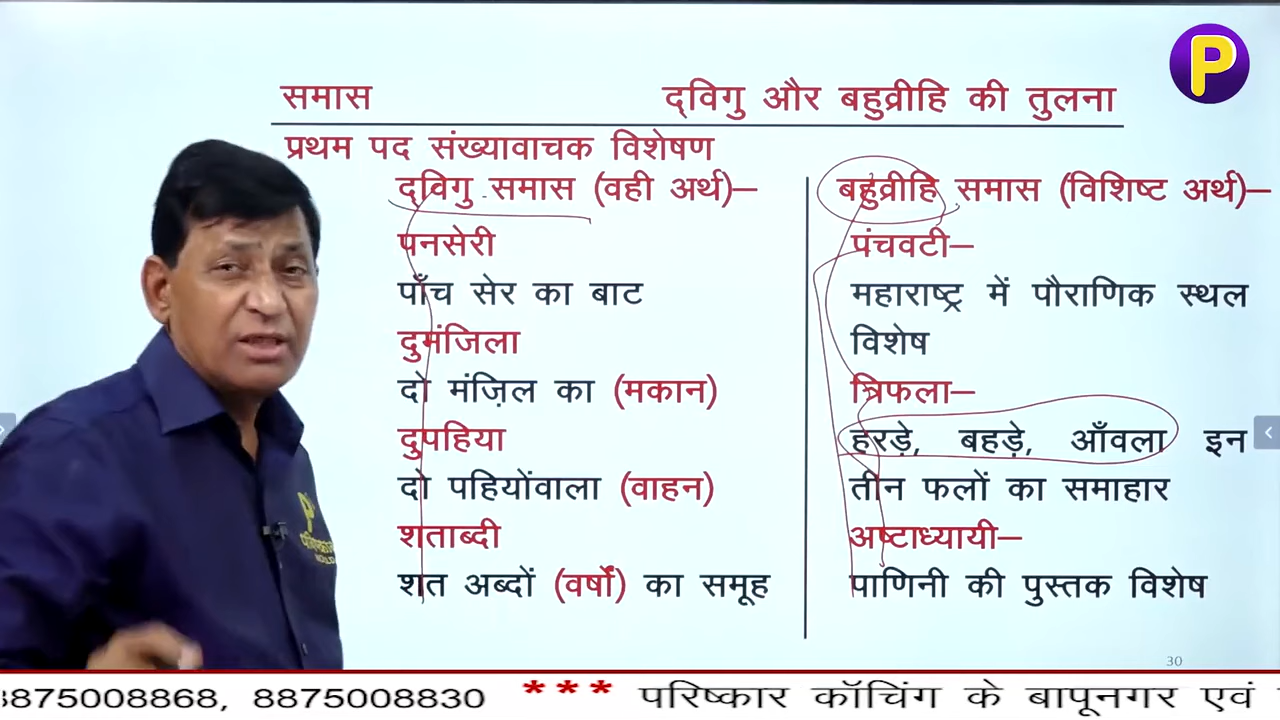 P
समास द्विगु और बहुव्रीहि की तुलना
प्रथम पद संख्यावाचक विशेषण
द्विगु समास (वही अर्थ)–
पनसेरी
पाँच सेर का बाट
दुमंजिला
दो मंज़िल का (मकान)
दुपहिया
दो पहियोंवाला (वाहन)
शताब्दी
शत अब्दों (वर्षों) का समूह
बहुव्रीहि समास (विशिष्ट अर्थ)–
पंचवटी–
महाराष्ट्र में पौराणिक स्थल
विशेष
त्रिफला–
हरड़े, बहड़े, आँवला इन
तीन फलों का समाहार
अष्टाध्यायी–
पाणिनी की पुस्तक विशेष
30
8875008868, 8875008830 *** परिष्कार कॉचिंग के बापूनगर एवं